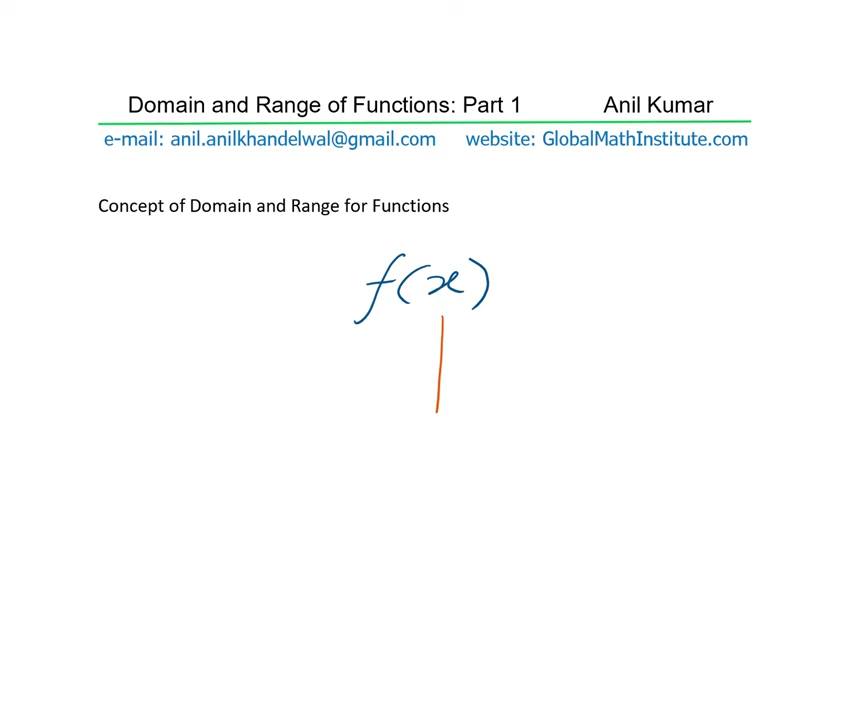 Domain and Range of Functions: Part 1 Anil Kumar
e-mail: anil.anilkhandelwal@gmail.com website: GlobalMathInstitute.com
Concept of Domain and Range for Functions
f(x)